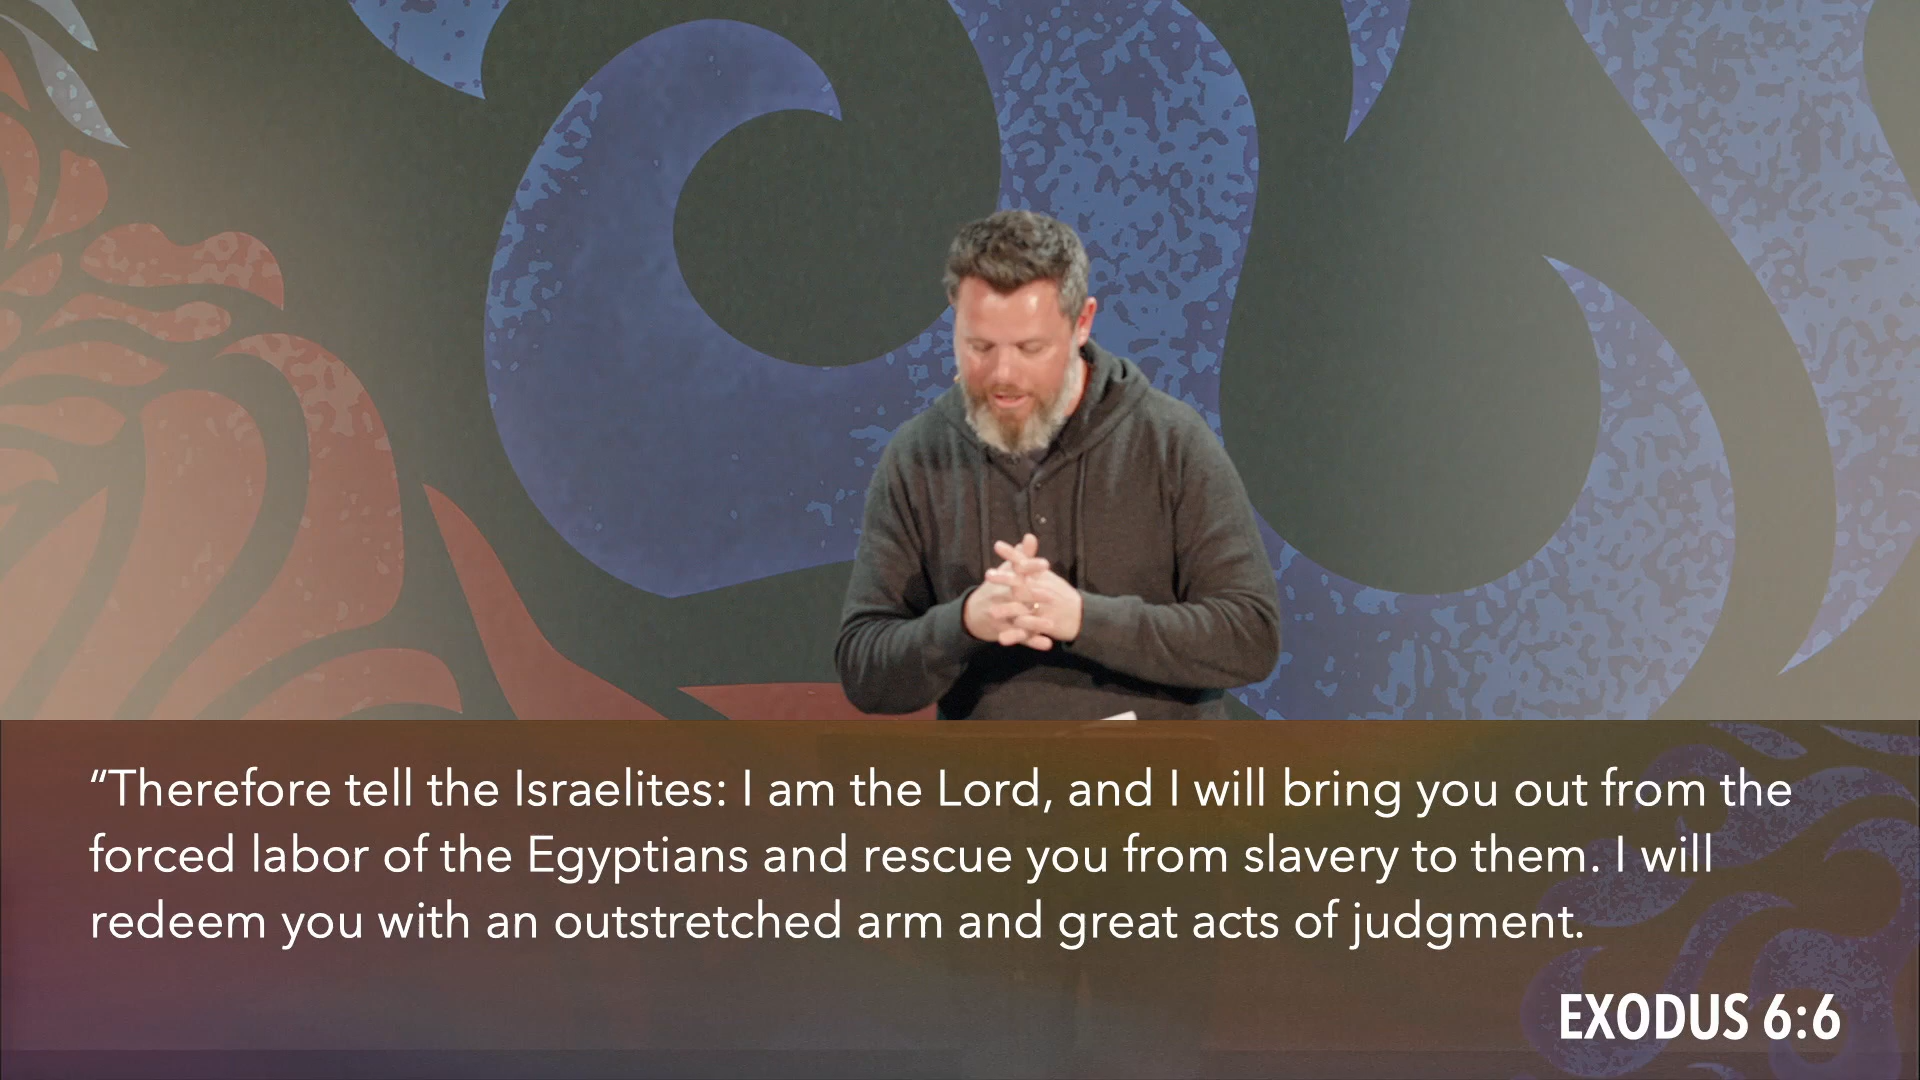 “Therefore tell the Israelites: I am the Lord, and I will bring you out from the
forced labor of the Egyptians and rescue you from slavery to them. I will
redeem you with an outstretched arm and great acts of judgment.
EXODUS 6:6